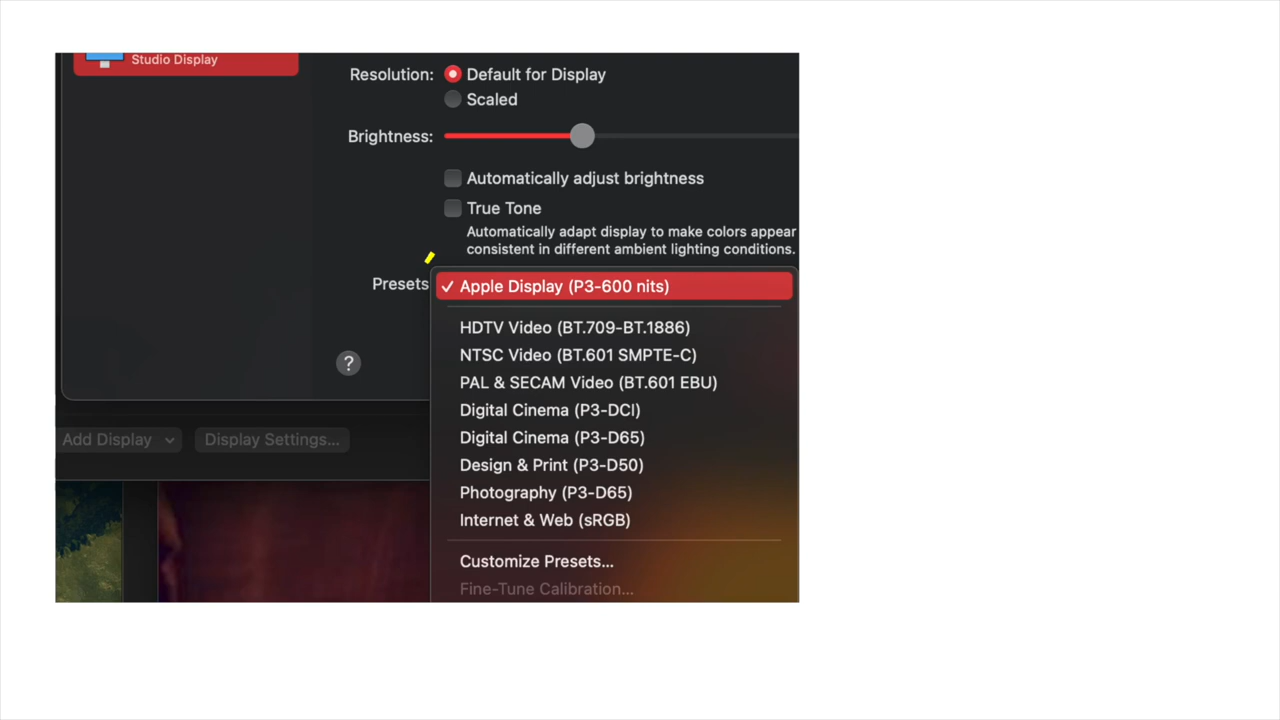 Studio Display
Resolution: Default for Display
Scaled
Brightness:
Automatically adjust brightness
True Tone
Automatically adapt display to make colors appear
consistent in different ambient lighting conditions.
Presets
✓ Apple Display (P3-600 nits)
HDTV Video (BT.709-BT.1886)
NTSC Video (BT.601 SMPTE-C)
PAL & SECAM Video (BT.601 EBU)
Digital Cinema (P3-DCI)
Digital Cinema (P3-D65)
Design & Print (P3-D50)
Photography (P3-D65)
Internet & Web (sRGB)
Customize Presets...
Fine-Tune Calibration...
?
Add Display
Display Settings...